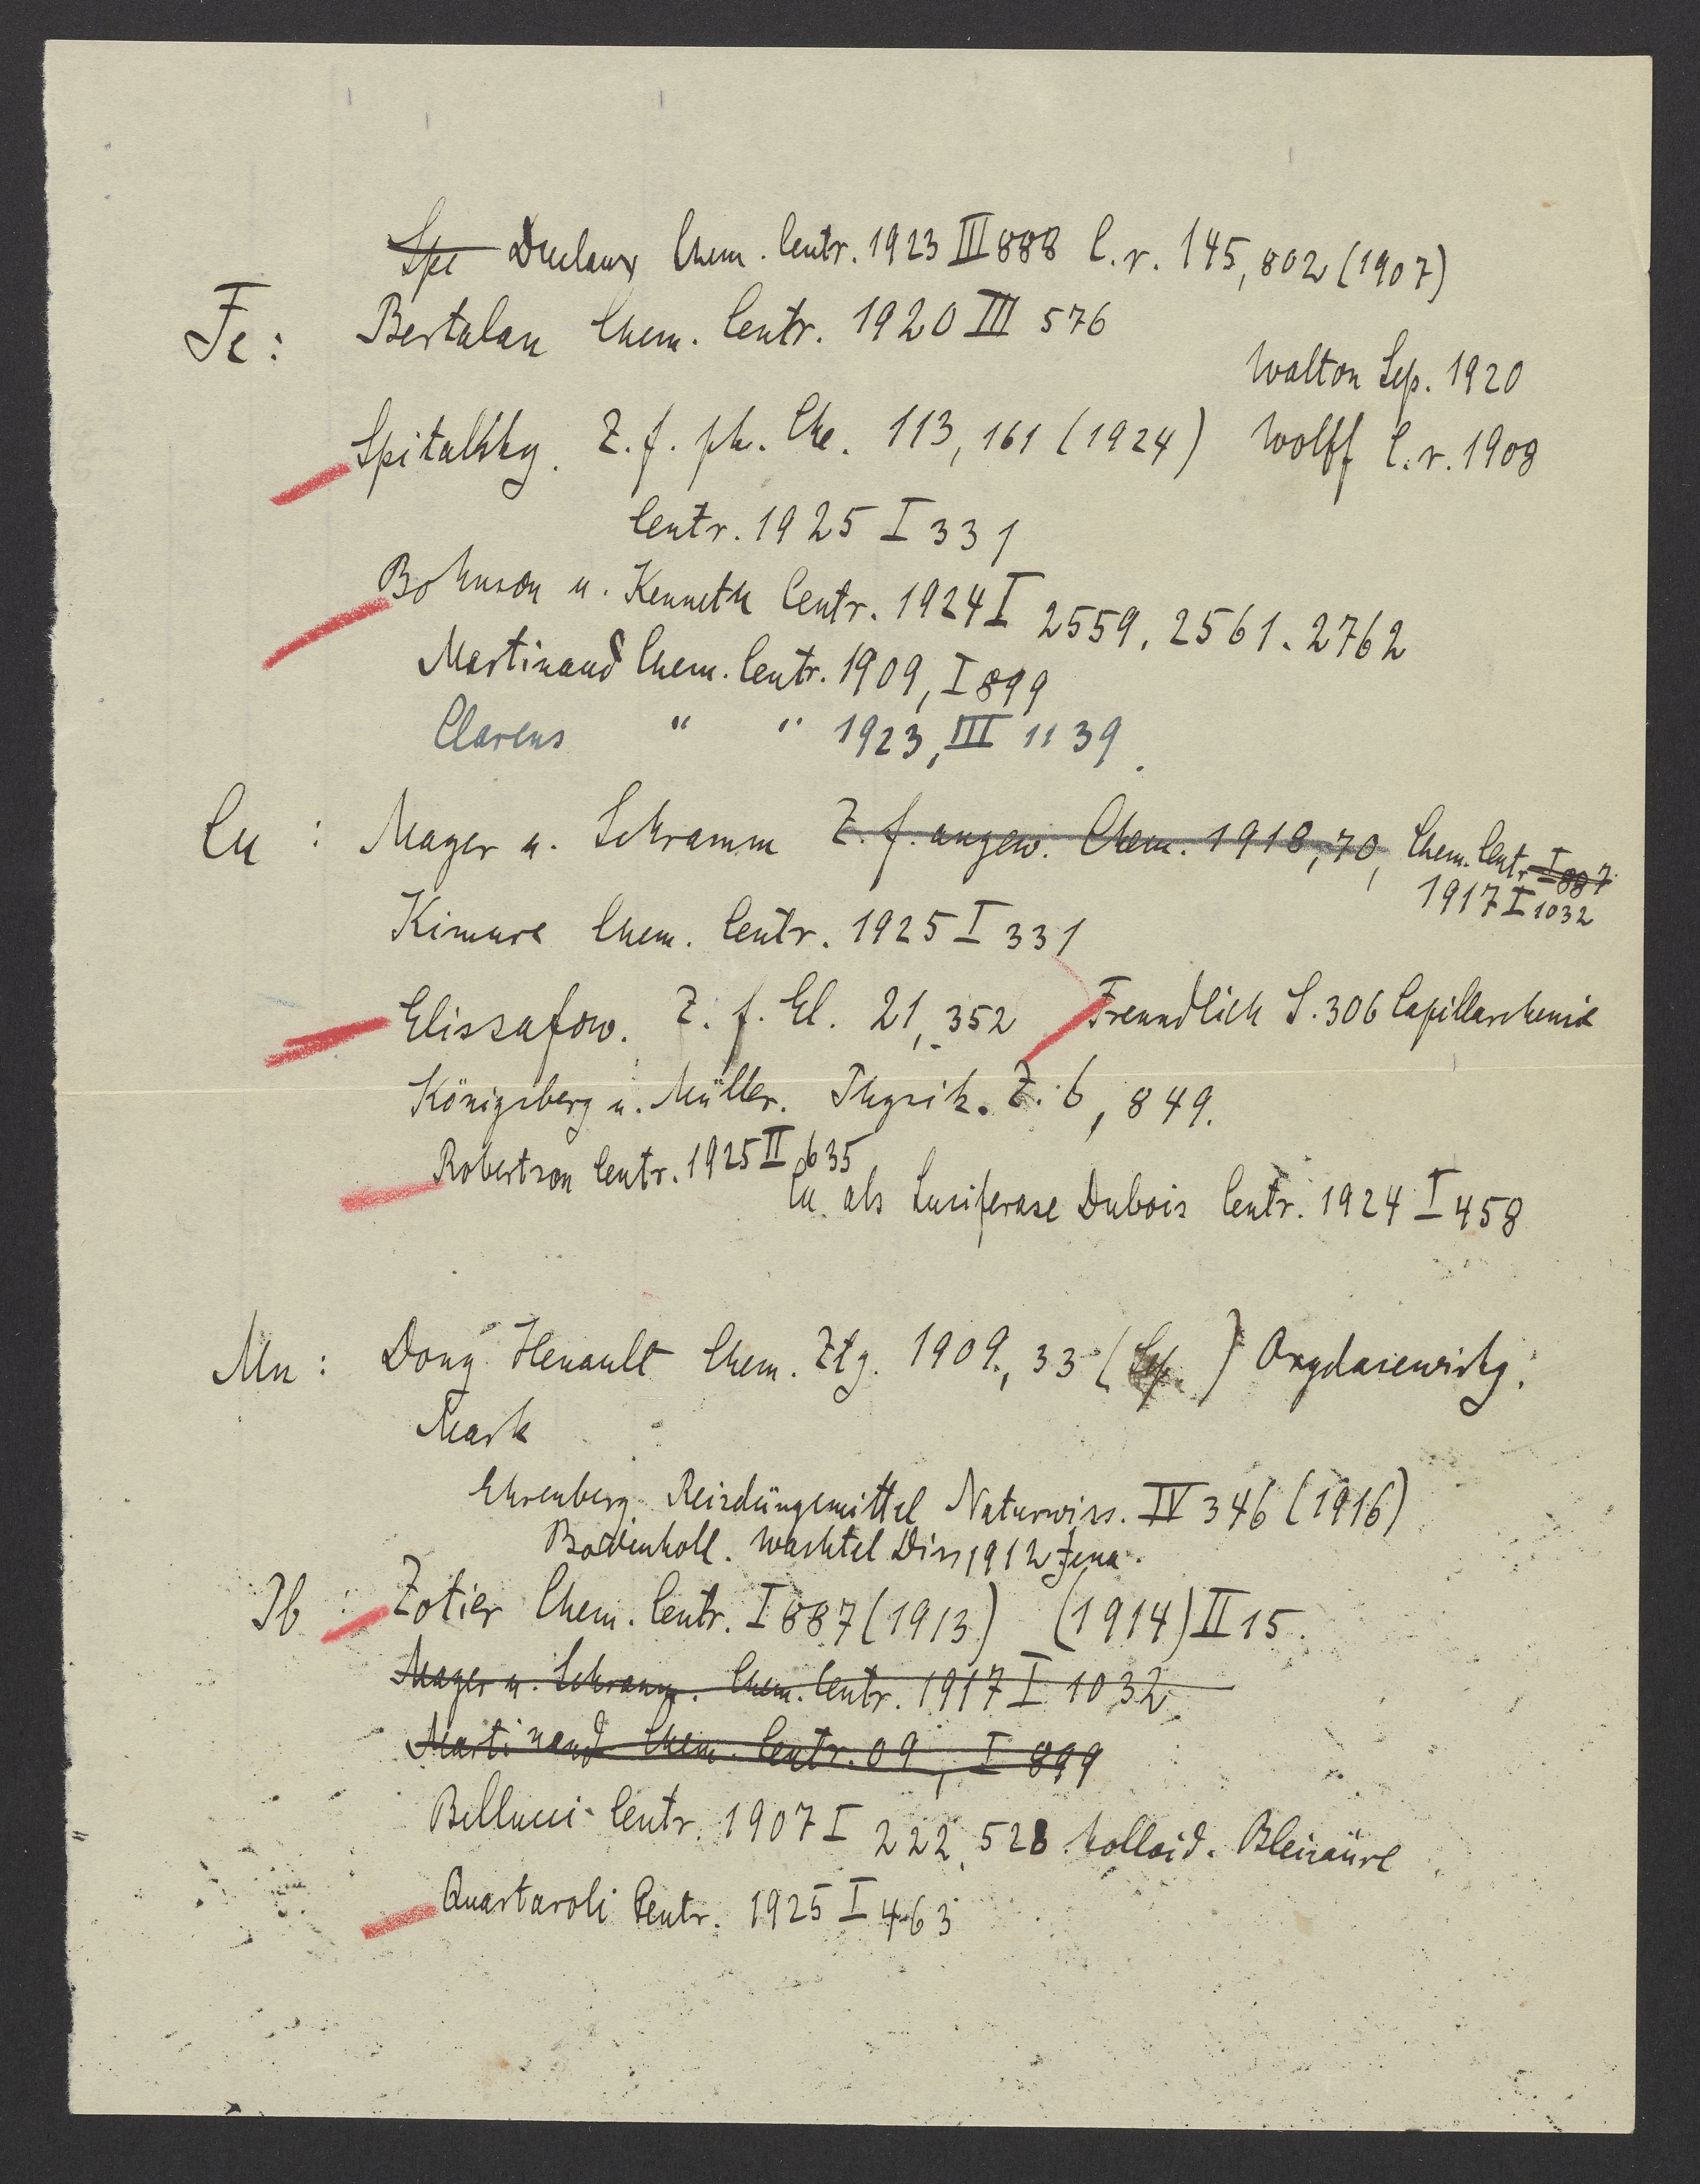 Spe Duclaux Chem. Centr. 1923 III 888 C. r. 145, 802 (1907)
Fe: Bertalan Chem. Centr. 1920 III 576
Walton Sep. 1920
Spitalsky. Z. f. ph. Che. 113, 161 (1924) Wolff C. r. 1908
Centr. 1925 I 331
Bohnson u. Kenneth Centr. 1924 I 2559, 2561. 2762
Martinand Chem. Centr. 1909, I 899
Clarens " " 1923, III 1139.
Cu : Mayer u. Schramm Z. f. angew. Chem. 1918, 70, Chem. Centr. I 887
1917 I 1032
Kimura Chem. Centr. 1925 I 331
Elissafow. Z. f. El. 21, 352 Freundlich S. 306 Capillarchemie
Königsberg u. Müller. Physik. Z. 6, 849.
Robertson Centr. 1925 II 635
Cu als Luciferase Dubois Centr. 1924 I 458
Mn : Dony Henault Chem. Ztg. 1909, 33 (Sep.) Oxydasewirkg.
Mark
Ehrenberg Reizdüngemittel Naturwiss. IV 346 (1916)
Bodenkoll. Wachtel Diss 1912 Jena.
Pb : Zotier Chem. Centr. I 887 (1913) (1914) II 15.
Mayer u. Schramm. Chem. Centr. 1917 I 1032
Martinand Chem. Centr. 09, I 899
Bellucci Centr. 1907 I 222, 528 kolloid. Bleisäure
Quartaroli Centr. 1925 I 463